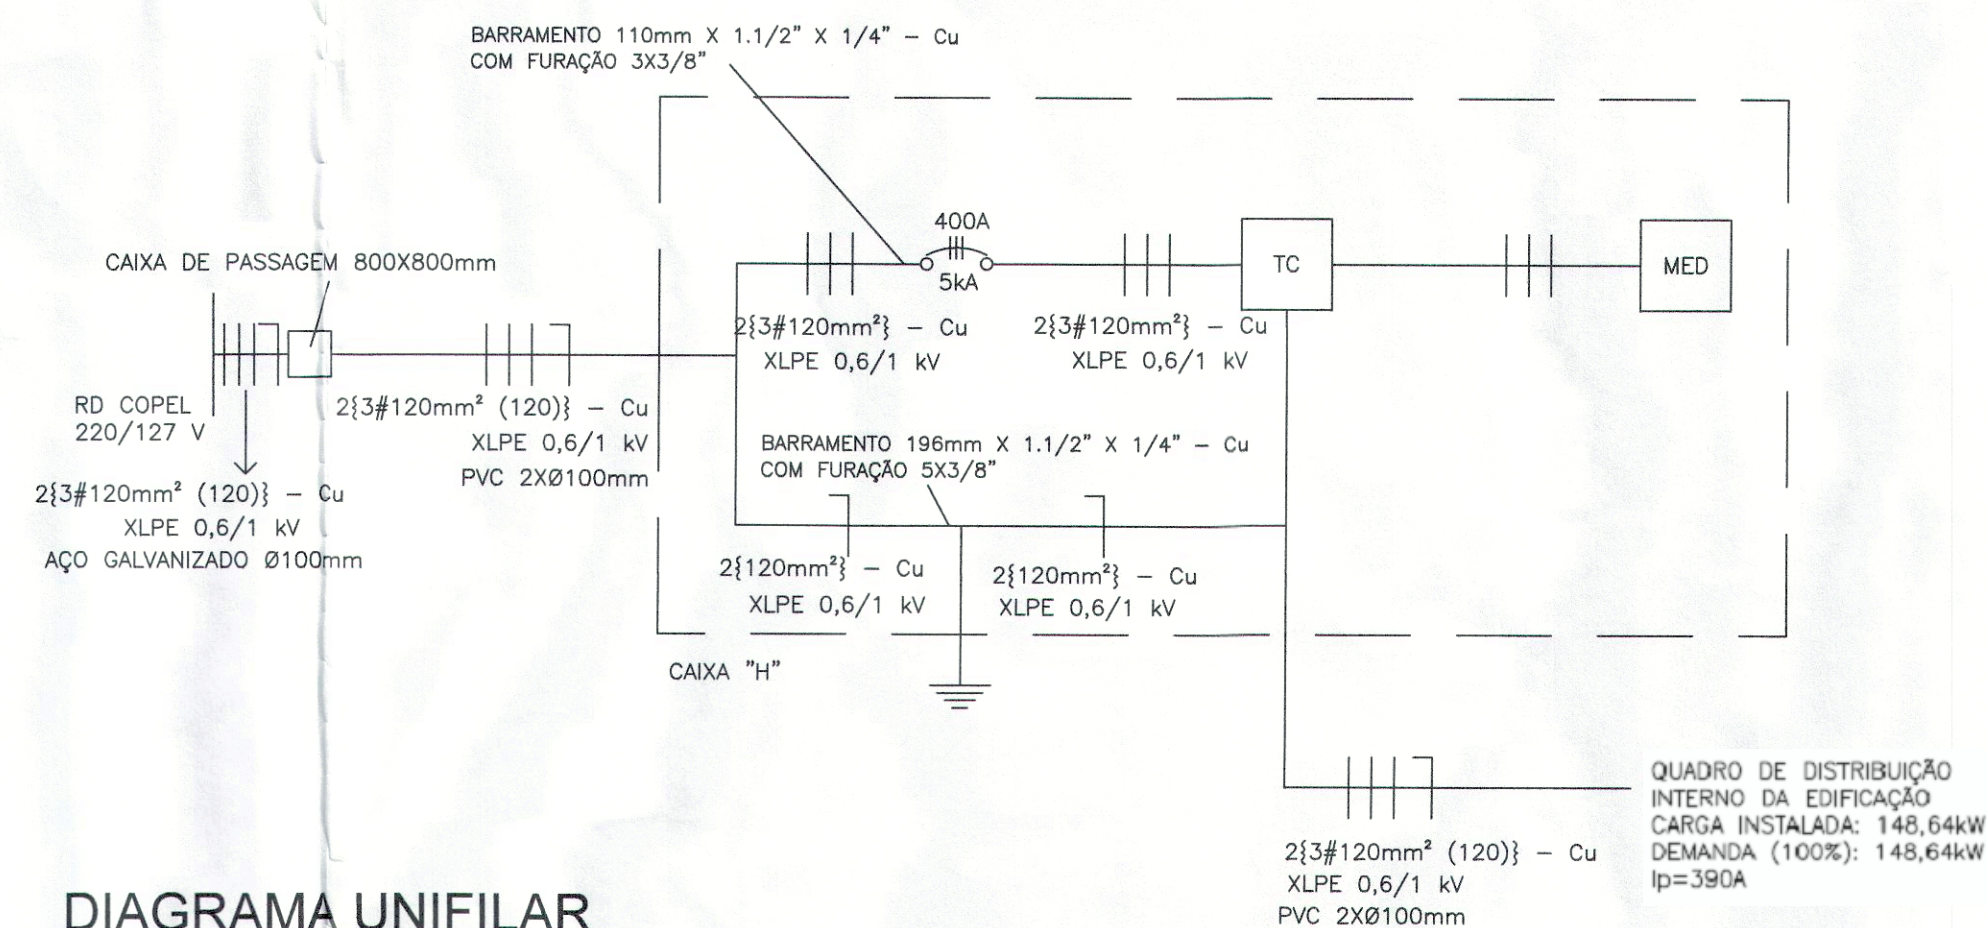 BARRAMENTO 110mm X 1.1/2" X 1/4" – Cu
COM FURAÇÃO 3X3/8"
CAIXA DE PASSAGEM 800X800mm
400A
5kA
TC
MED
2{3#120mm²} – Cu
XLPE 0,6/1 kV
2{3#120mm²} – Cu
XLPE 0,6/1 kV
RD COPEL
220/127 V
2{3#120mm² (120)} – Cu
XLPE 0,6/1 kV
PVC 2XØ100mm
2{3#120mm² (120)} – Cu
XLPE 0,6/1 kV
AÇO GALVANIZADO Ø100mm
BARRAMENTO 196mm X 1.1/2" X 1/4" – Cu
COM FURAÇÃO 5X3/8"
2{120mm²} – Cu
XLPE 0,6/1 kV
2{120mm²} – Cu
XLPE 0,6/1 kV
CAIXA "H"
QUADRO DE DISTRIBUIÇÃO
INTERNO DA EDIFICAÇÃO
CARGA INSTALADA: 148,64kW
DEMANDA (100%): 148,64kW
Ip=390A
2{3#120mm² (120)} – Cu
XLPE 0,6/1 kV
PVC 2XØ100mm
DIAGRAMA UNIFILAR